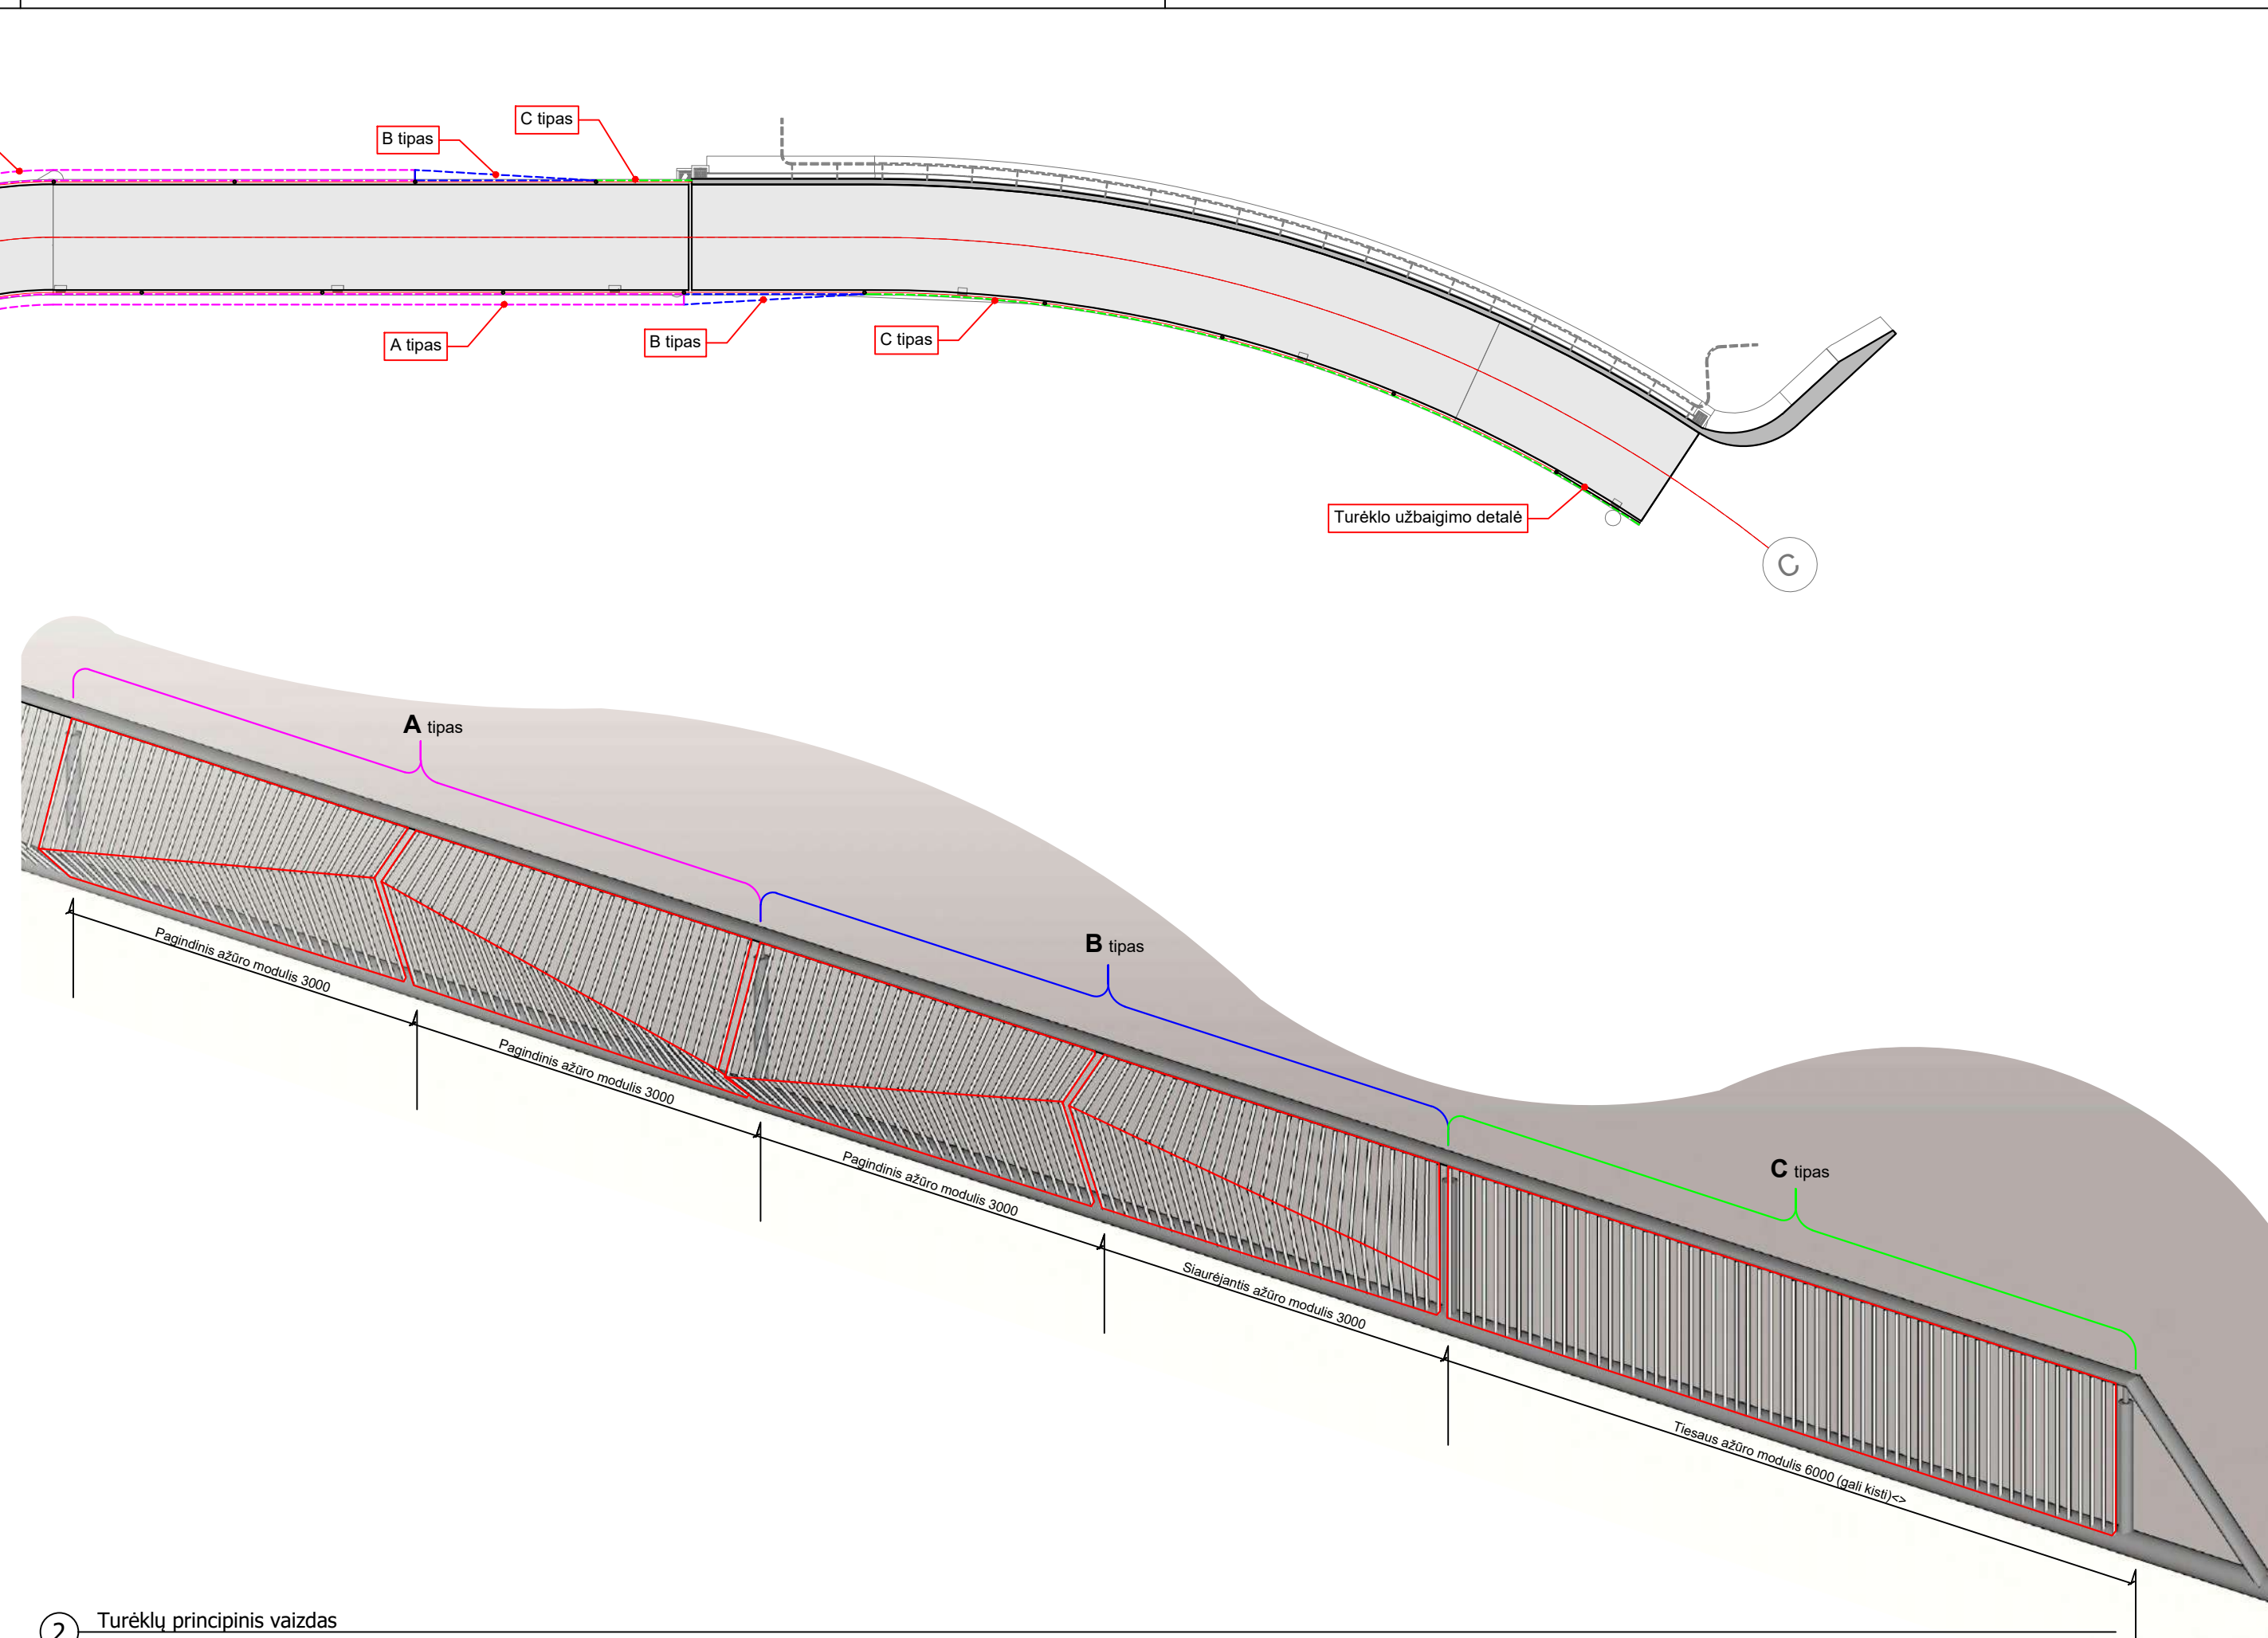 C tipas
B tipas
A tipas
B tipas
C tipas
Turėklo užbaigimo detalė
C
A tipas
B tipas
C tipas
Pagindinis ažūro modulis 3000
Pagindinis ažūro modulis 3000
Pagindinis ažūro modulis 3000
Siaurėjantis ažūro modulis 3000
Tiesaus ažūro modulis 6000 (gali kisti)<>
2 Turėklų principinis vaizdas